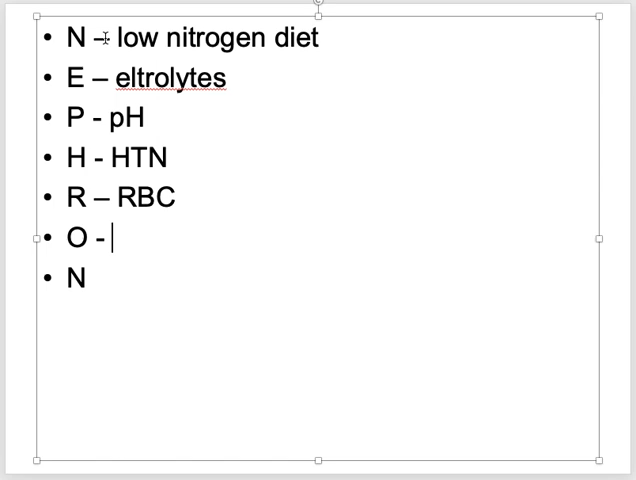 • N – low nitrogen diet
• E – eltrolytes
• P - pH
• H - HTN
• R – RBC
• O -
• N